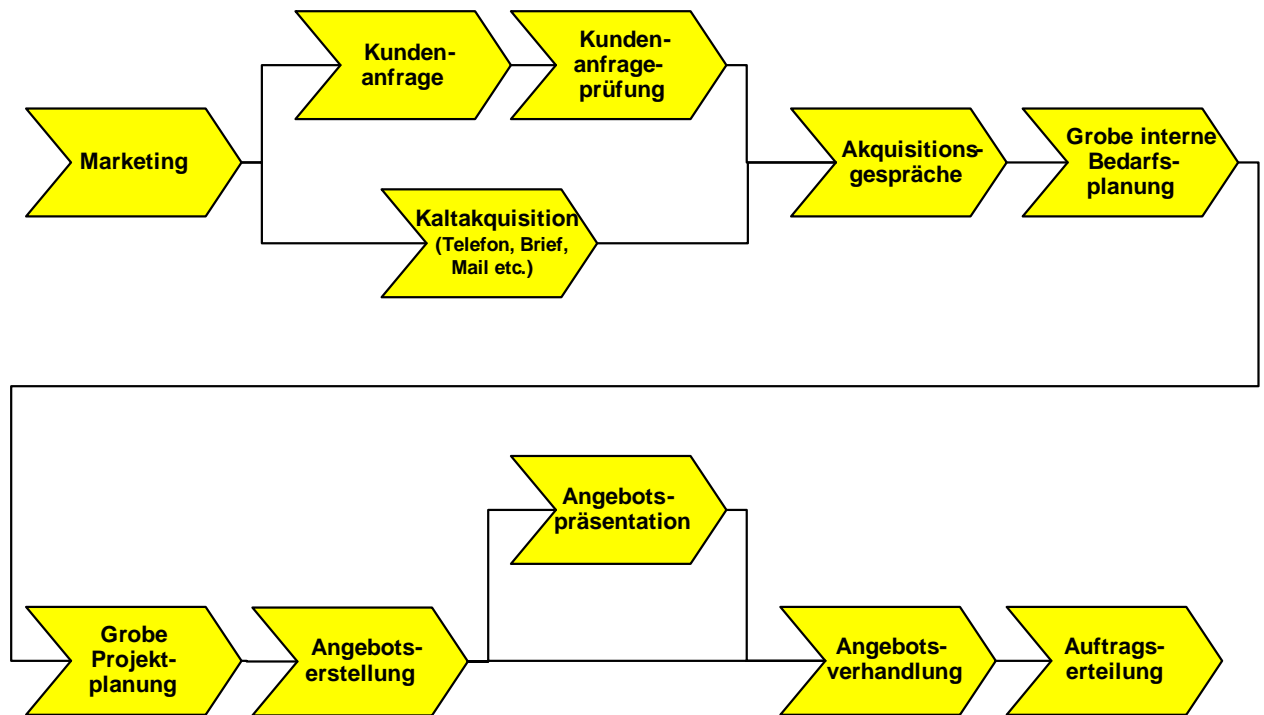 Kunden-
anfrage
Kunden-
anfrage-
prüfung
Marketing
Kaltakquisition
(Telefon, Brief,
Mail etc.)
Akquisitions-
gespräche
Grobe interne
Bedarfs-
planung
Angebots-
präsentation
Grobe
Projekt-
planung
Angebots-
erstellung
Angebots-
verhandlung
Auftrags-
erteilung